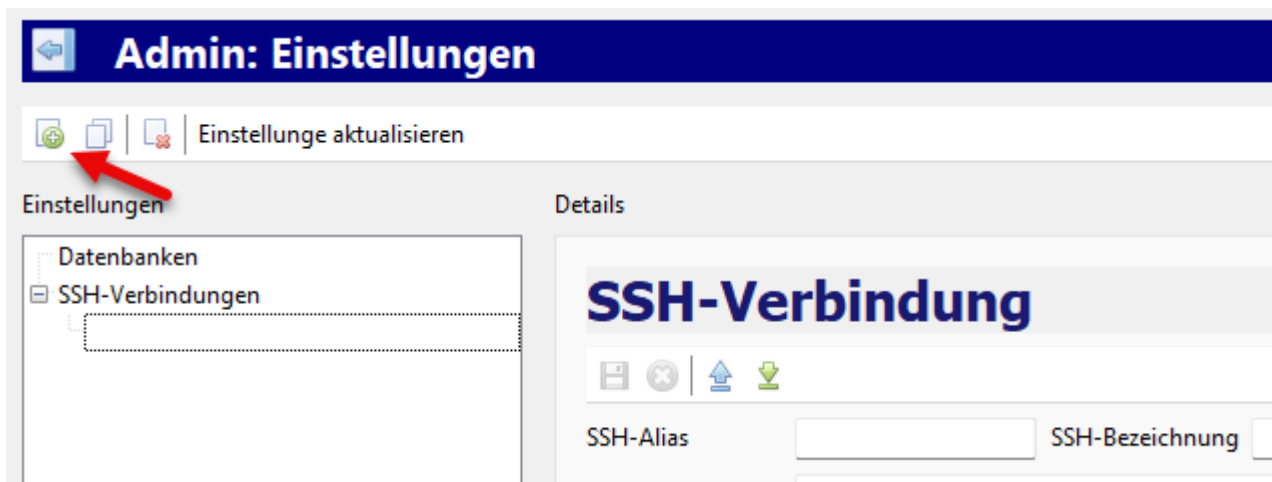 Admin: Einstellungen
Einstellunge aktualisieren
Einstellungen
Details
Datenbanken
SSH-Verbindungen
SSH-Verbindung
SSH-Alias
SSH-Bezeichnung